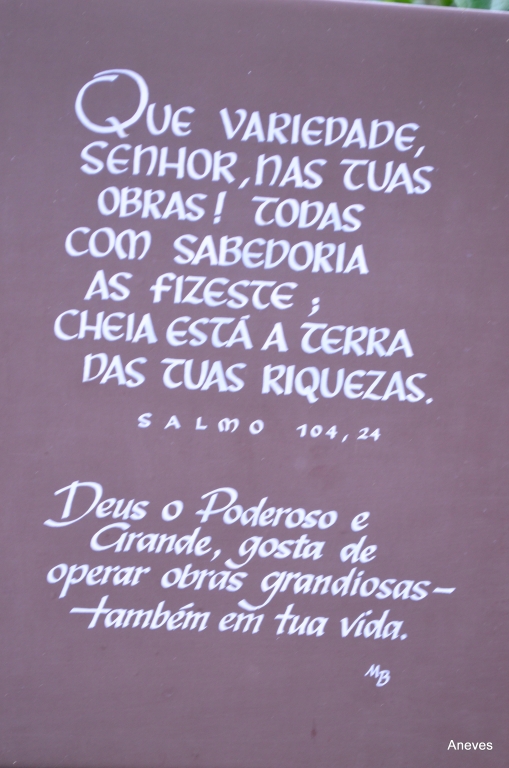 QUE VARIEDADE,
SENHOR, NAS TUAS
OBRAS! TODAS
COM SABEDORIA
AS FIZESTE;
CHEIA ESTÁ A TERRA
DAS TUAS RIQUEZAS.
SALMO 104, 24
Deus o Poderoso e
Grande, gosta de
operar obras grandiosas-
também em tua vida.
MB
Aneves